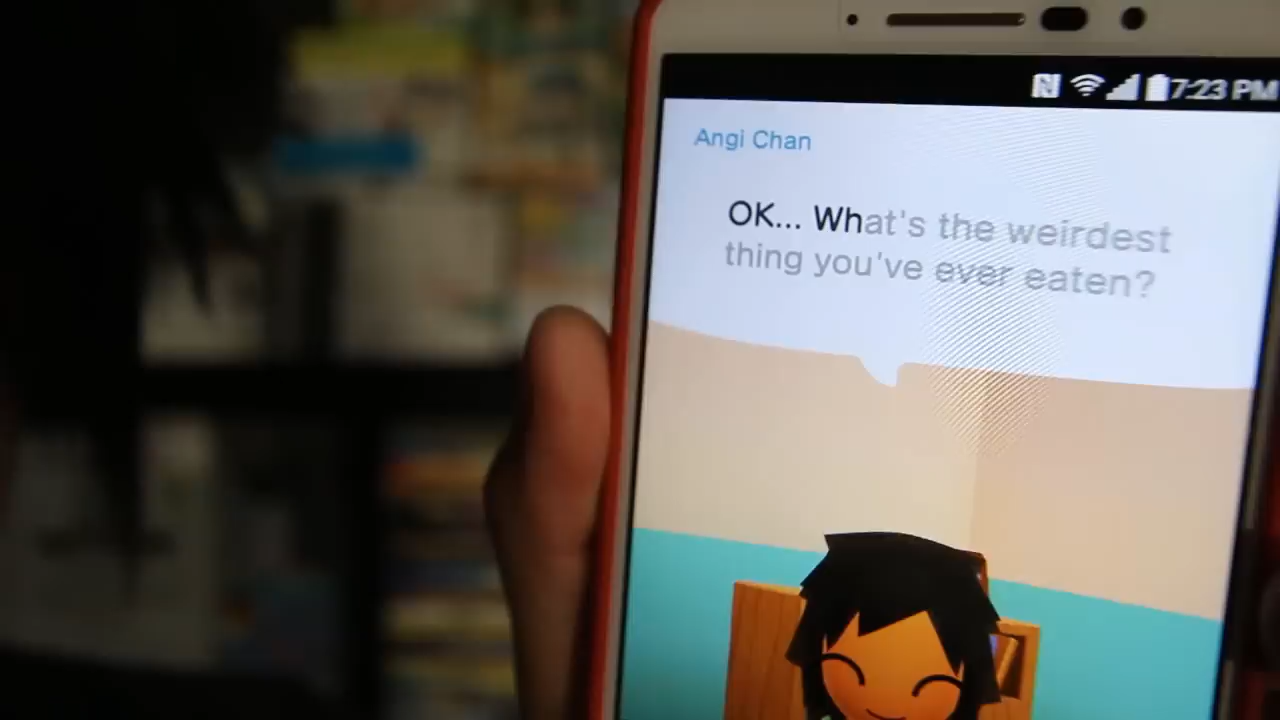 7:23 PM
Angi Chan
OK... What's the weirdest
thing you've ever eaten?